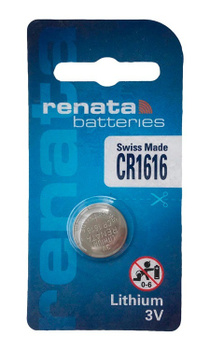 renata
batteries
Swiss Made
CR1616
renata
0-6
Lithium
3V